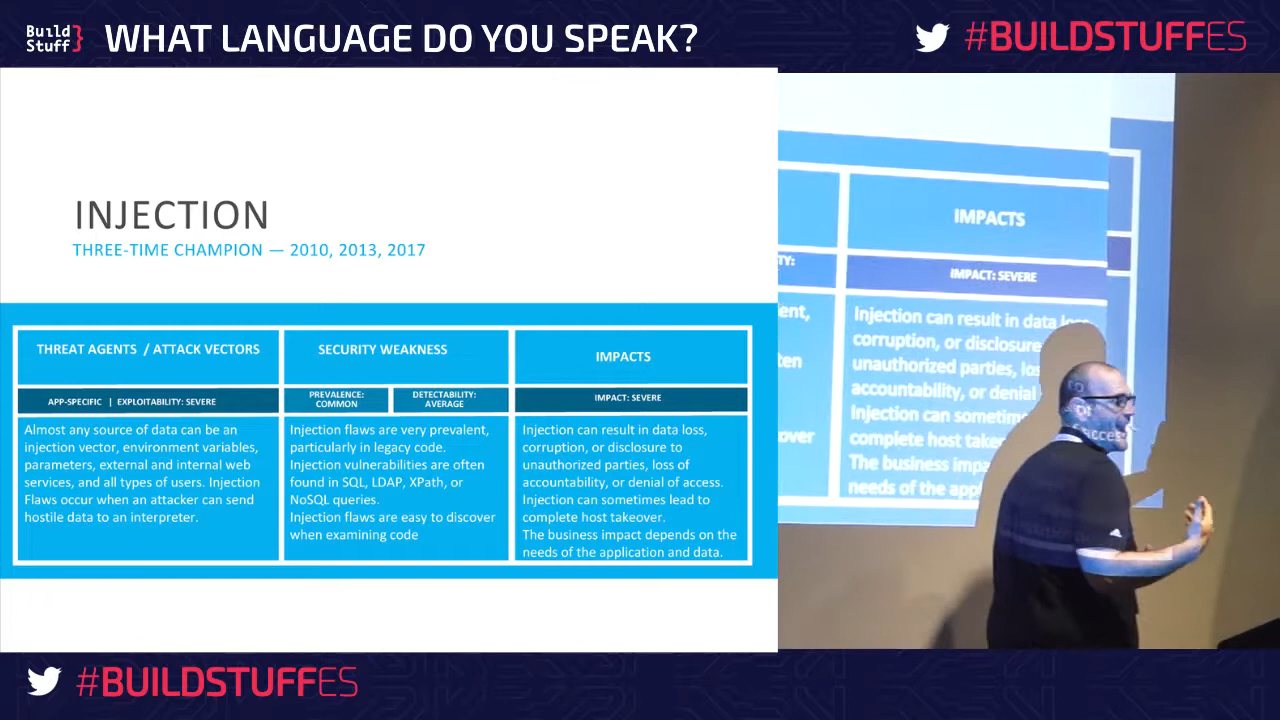 Build
Stuff}
WHAT LANGUAGE DO YOU SPEAK?
#BUILDSTUFFES
INJECTION
THREE-TIME CHAMPION — 2010, 2013, 2017
THREAT AGENTS / ATTACK VECTORS
SECURITY WEAKNESS
IMPACTS
APP-SPECIFIC | EXPLOITABILITY: SEVERE
PREVALENCE:
COMMON
DETECTABILITY:
AVERAGE
IMPACT: SEVERE
Almost any source of data can be an
injection vector, environment variables,
parameters, external and internal web
services, and all types of users. Injection
Flaws occur when an attacker can send
hostile data to an interpreter.
Injection flaws are very prevalent,
particularly in legacy code.
Injection vulnerabilities are often
found in SQL, LDAP, XPath, or
NoSQL queries.
Injection flaws are easy to discover
when examining code
Injection can result in data loss,
corruption, or disclosure to
unauthorized parties, loss of
accountability, or denial of access.
Injection can sometimes lead to
complete host takeover.
The business impact depends on the
needs of the application and data.
IMPACTS
IMPACT: SEVERE
Injection can result in data loss,
corruption, or disclosure
unauthorized parties,
accountability, or denial
Injection can
complete host
The business
needs of the
#BUILDSTUFFES